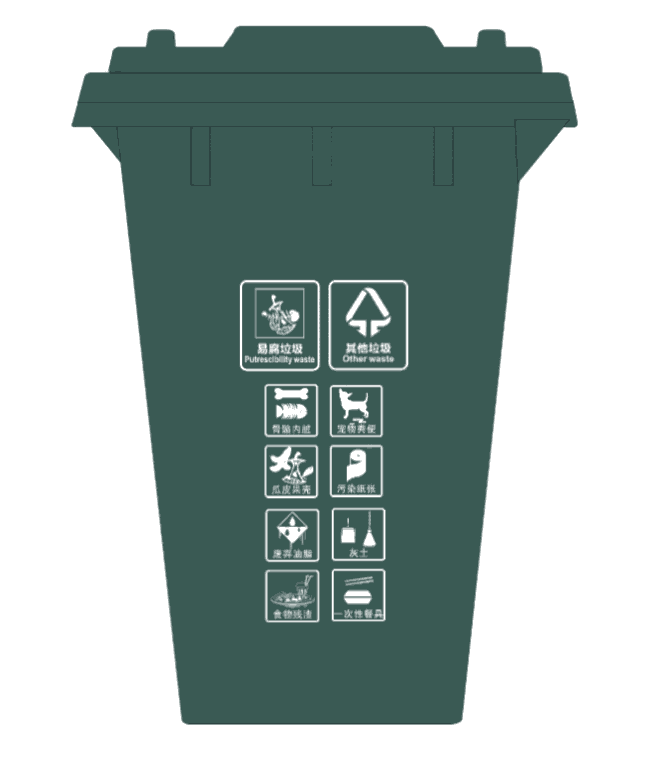 易腐垃圾
Putrescibility waste
其他垃圾
Other waste
骨骼内脏
宠物粪便
瓜皮果壳
污染纸张
废弃油脂
灰土
食物残渣
一次性餐具